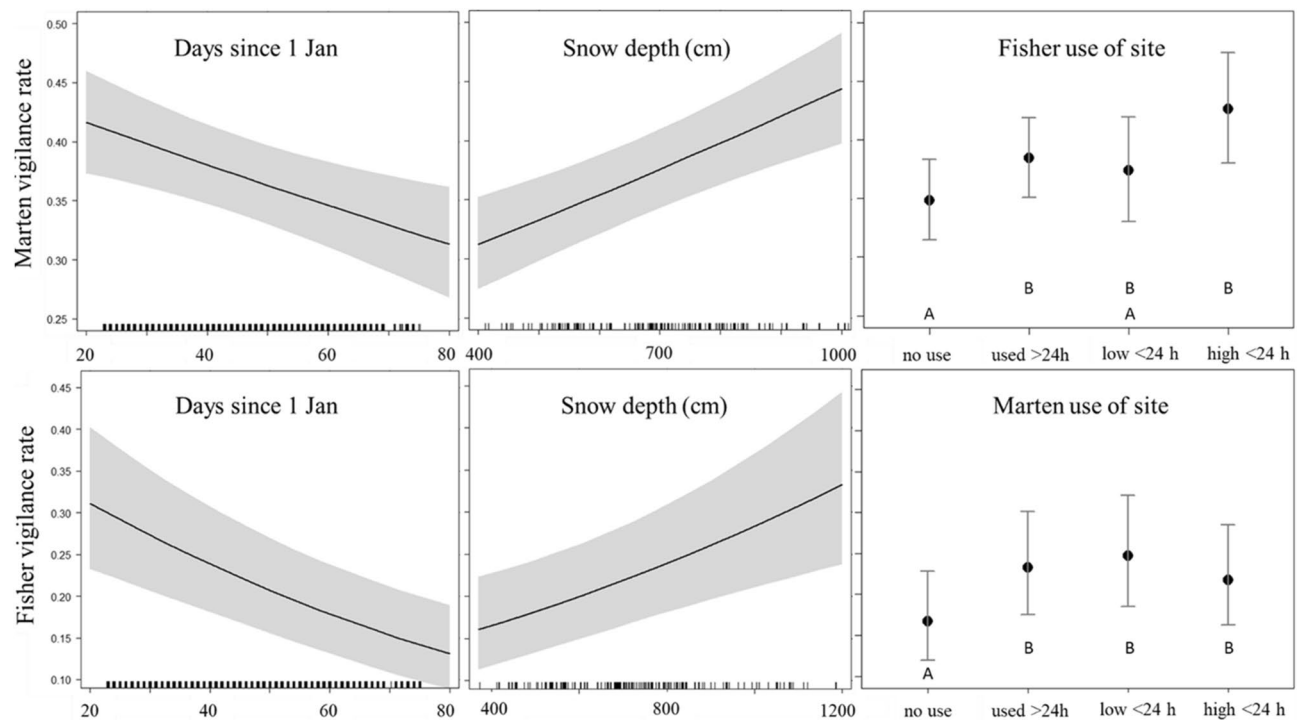 Marten vigilance rate
0.50
0.45
0.40
0.35
0.30
0.25
Days since 1 Jan
20 40 60 80
Snow depth (cm)
400 700 1000
Fisher use of site
B B B
A A
no use used >24h low <24 h high <24 h
Fisher vigilance rate
0.45
0.40
0.35
0.30
0.25
0.20
0.15
0.10
Days since 1 Jan
20 40 60 80
Snow depth (cm)
400 800 1200
Marten use of site
B B B
A
no use used >24h low <24 h high <24 h